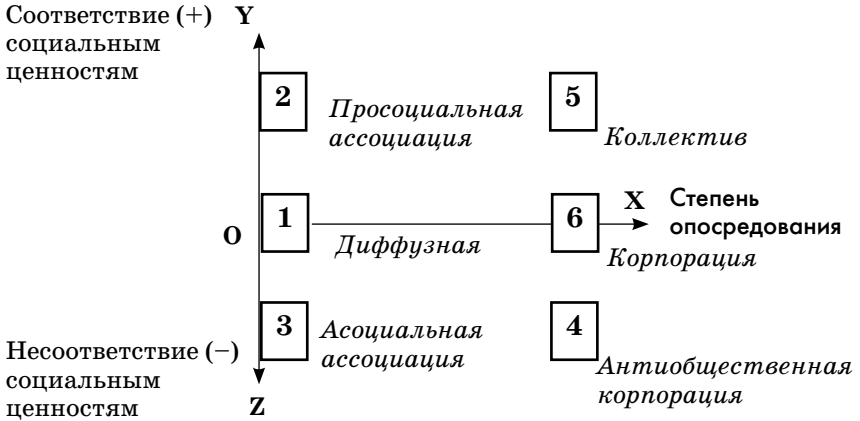 Соответствие (+) Y
социальным
ценностям
2
Просоциальная
ассоциация
5
Коллектив
O
1
Диффузная
6
X
Степень
опосредования
Корпорация
3
Асоциальная
ассоциация
4
Антиобщественная
корпорация
Несоответствие (−)
социальным
ценностям
Z